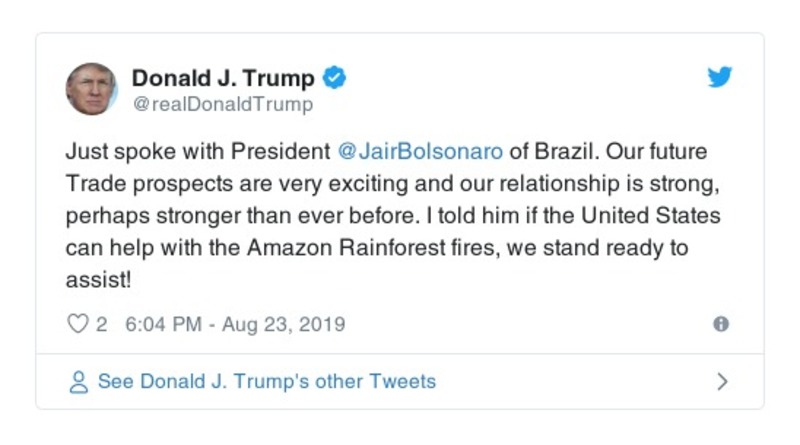 Donald J. Trump
@realDonaldTrump
Just spoke with President @JairBolsonaro of Brazil. Our future
Trade prospects are very exciting and our relationship is strong,
perhaps stronger than ever before. I told him if the United States
can help with the Amazon Rainforest fires, we stand ready to
assist!
2 6:04 PM - Aug 23, 2019
See Donald J. Trump's other Tweets